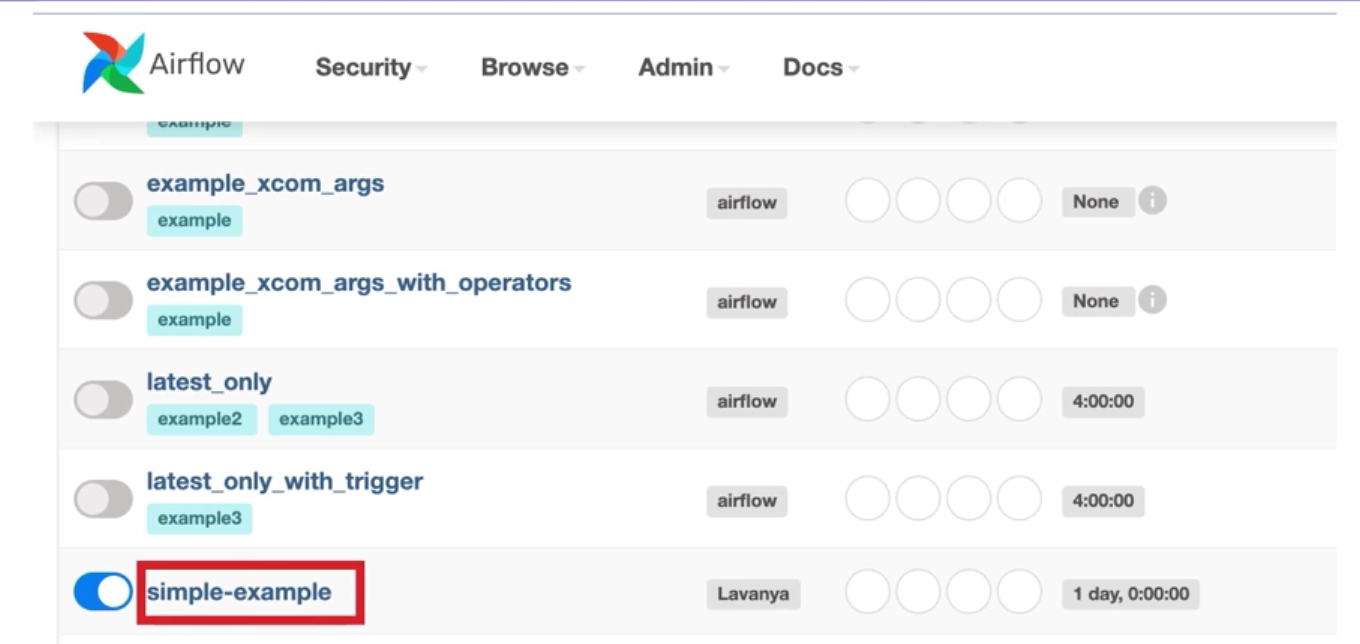 Airflow Security Browse Admin Docs
example
example_xcom_args
example
airflow
None
example_xcom_args_with_operators
example
airflow
None
latest_only
example2 example3
airflow
4:00:00
latest_only_with_trigger
example3
airflow
4:00:00
simple-example
Lavanya
1 day, 0:00:00